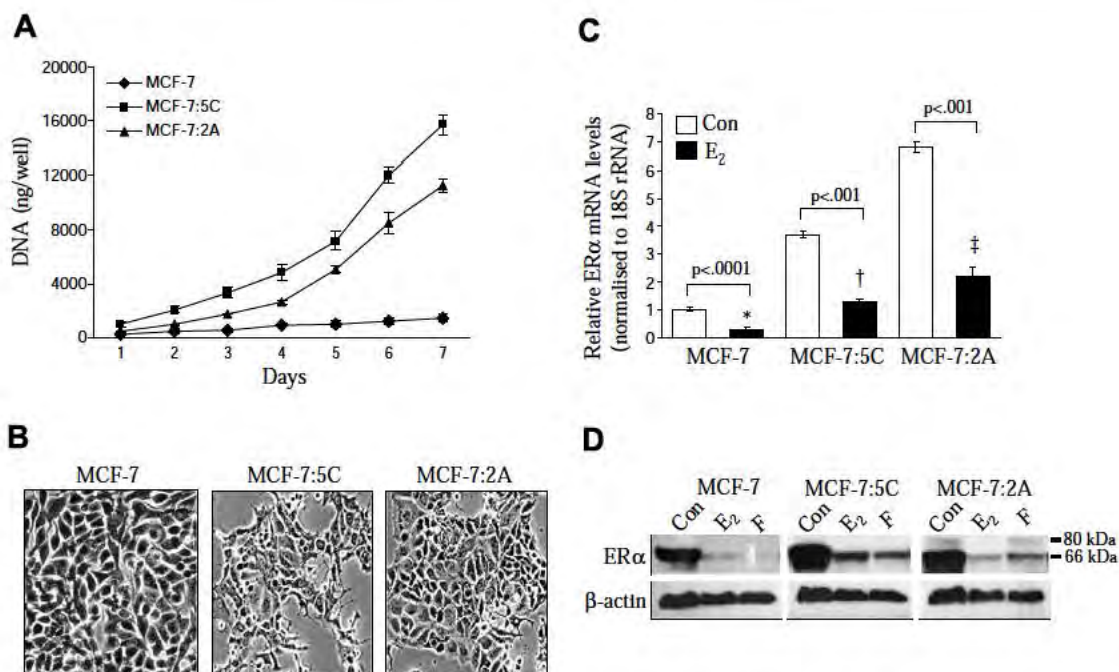 A
20000
16000
12000
8000
4000
0
DNA (ng/well)
MCF-7
MCF-7:5C
MCF-7:2A
1 2 3 4 5 6 7
Days
B
MCF-7 MCF-7:5C MCF-7:2A
C
Relative ERα mRNA levels
(normalised to 18S rRNA)
8
7
6
5
4
3
2
1
0
Con
E₂
p<.0001
*
p<.001
†
p<.001
‡
MCF-7 MCF-7:5C MCF-7:2A
D
MCF-7 MCF-7:5C MCF-7:2A
Con E₂ F Con E₂ F Con E₂ F
ERα
80 kDa
66 kDa
β-actin